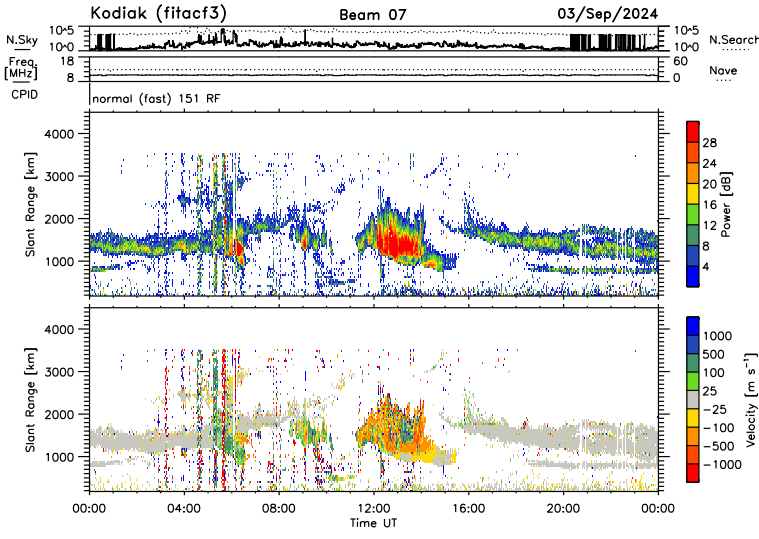 Kodiak (fitacf3) Beam 07 03/Sep/2024
N.Sky 10^5 10^0 10^5 10^0 N.Search
Freq. [MHz] 18 8 60 0 Nave
CPID normal (fast) 151 RF
Slant Range [km] 4000 3000 2000 1000
28 24 20 16 12 8 4 Power [dB]
Slant Range [km] 4000 3000 2000 1000
1000 500 100 25 −25 −100 −500 −1000 Velocity [m s⁻¹]
00:00 04:00 08:00 12:00 16:00 20:00 00:00
Time UT